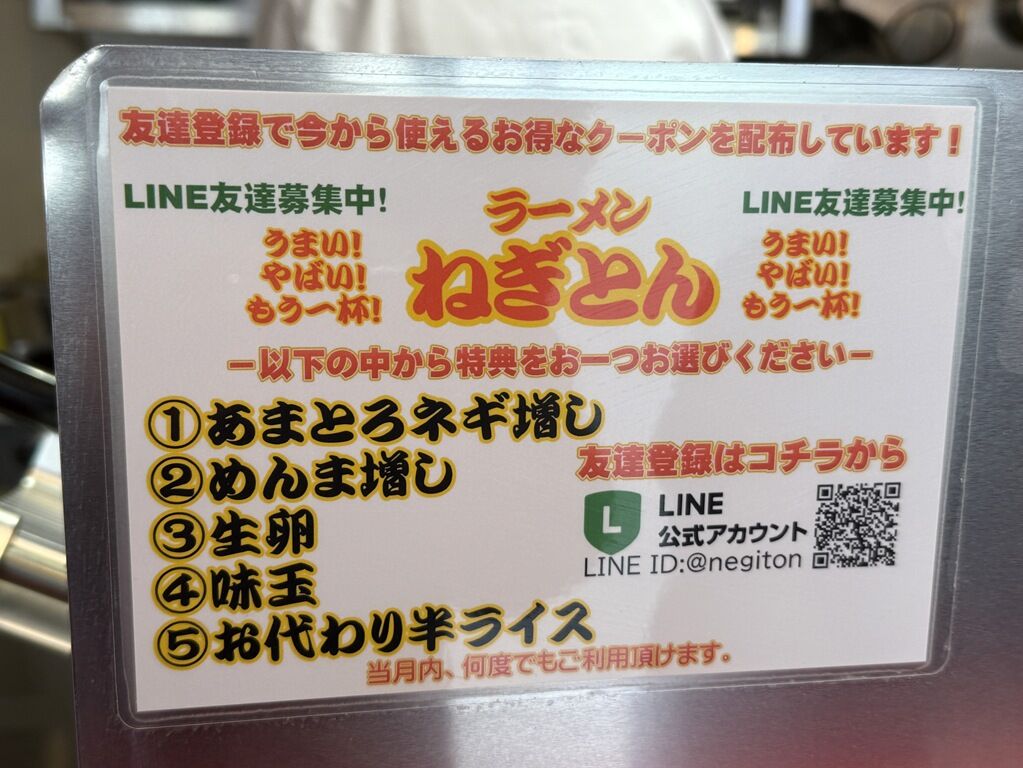 友達登録で今から使えるお得なクーポンを配布しています！
LINE友達募集中!
ラーメン
LINE友達募集中!
うまい!
やばい!
もう一杯!
ねぎとん
うまい!
やばい!
もう一杯!
ー以下の中から特典をお一つお選びくださいー
①あまとろネギ増し
②めんま増し
③生卵
④味玉
⑤お代わり半ライス
友達登録はコチラから
L
LINE
公式アカウント
LINE ID:@negiton
当月内、何度でもご利用頂けます。